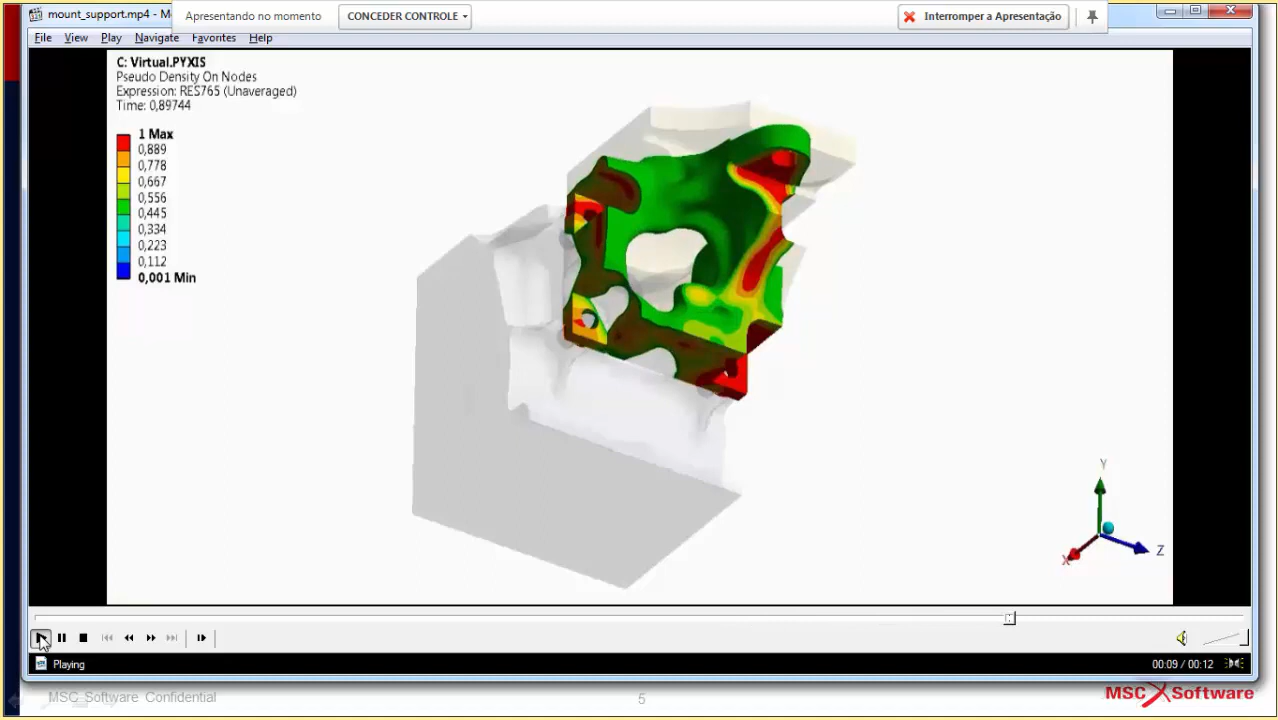 mount_support.mp4 - M
Apresentando no momento
CONCEDER CONTROLE
Interromper a Apresentação
File View Play Navigate Favorites Help
C: Virtual.PYXIS
Pseudo Density On Nodes
Expression: RES765 (Unaveraged)
Time: 0,89744
1 Max
0,889
0,778
0,667
0,556
0,445
0,334
0,223
0,112
0,001 Min
Y
X
Z
Playing
00:09 / 00:12
MSC Software Confidential
5
MSC Software